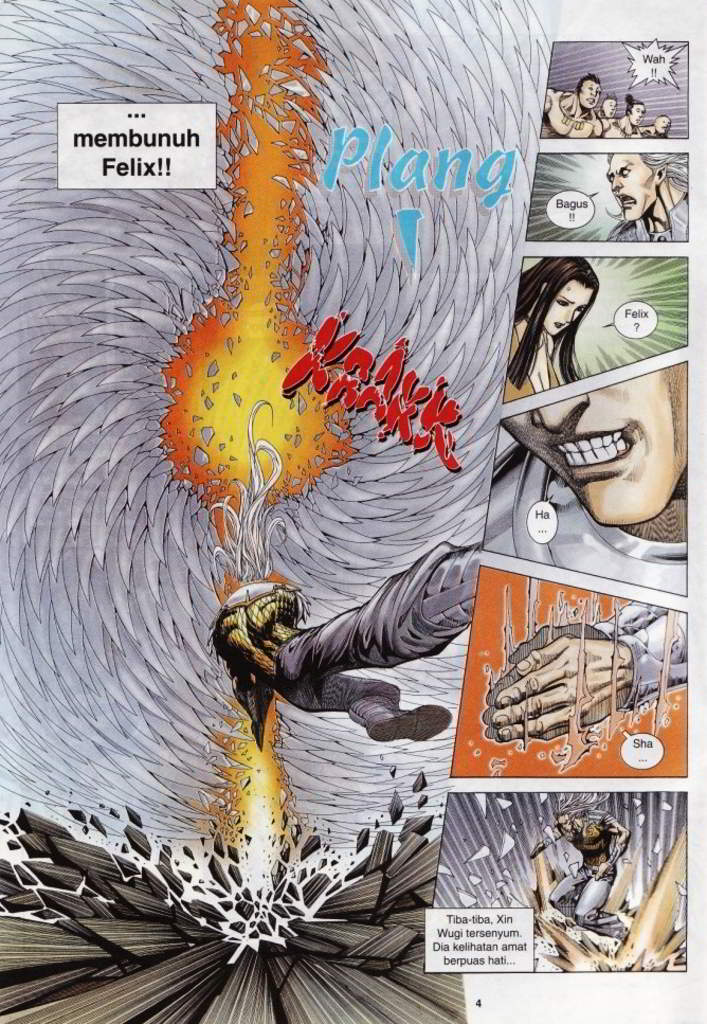 ...
membunuh
Felix!!
Plang
!
Wah
!!
Bagus
!!
Felix
?
Ha
...
Sha
...
Tiba-tiba, Xin
Wugi tersenyum.
Dia kelihatan amat
berpuas hati...
4